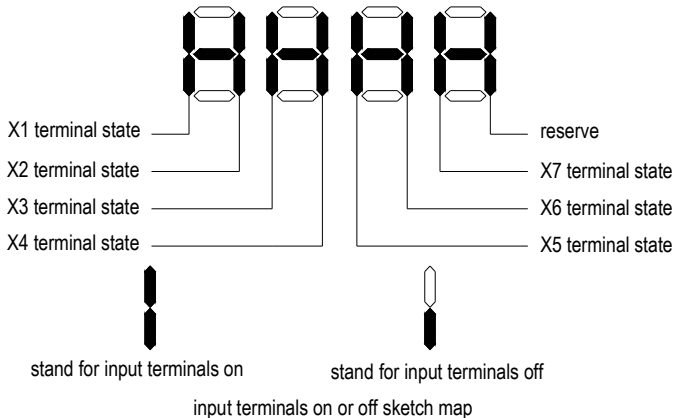 X1 terminal state
reserve
X2 terminal state
X7 terminal state
X3 terminal state
X6 terminal state
X4 terminal state
X5 terminal state
stand for input terminals on
stand for input terminals off
input terminals on or off sketch map